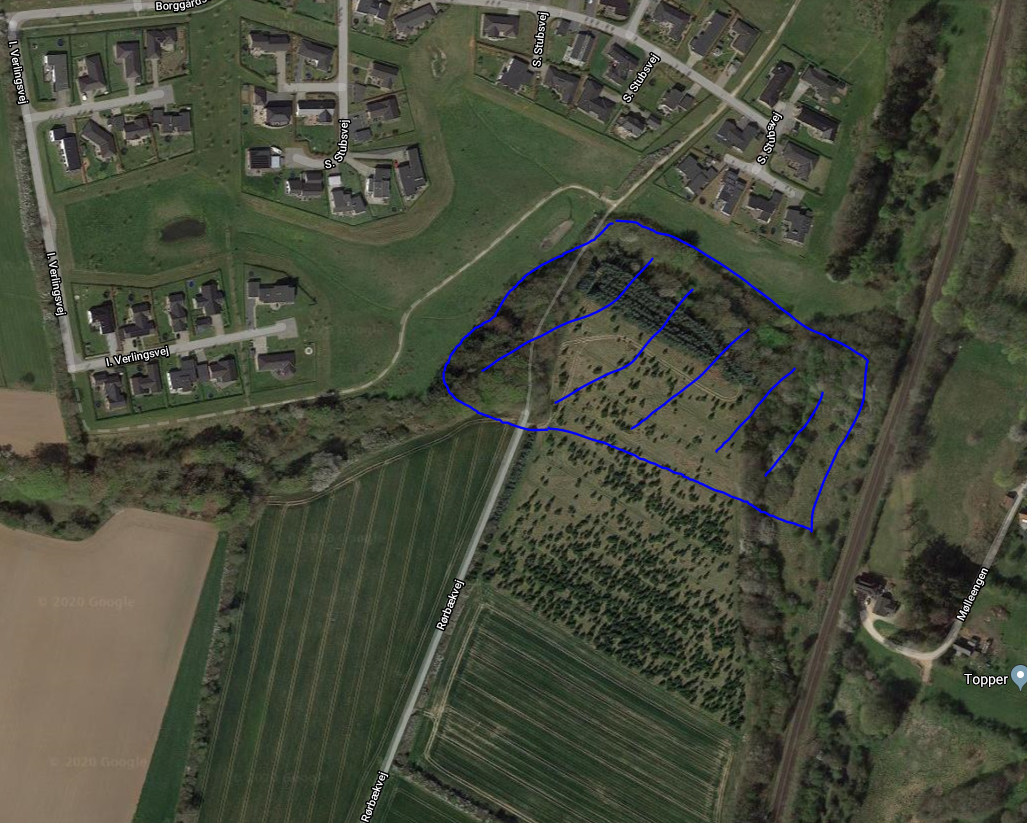 Borggårds
I. Verlingsvej
S. Stubsvej
S. Stubsvej
S. Stubsvej
S. Stubsvej
I. Verlingsvej
I. Verlingsvej
© 2020 Google
Rørbækvej
Mølleengen
Topper
© 2020 Google
Rørbækvej